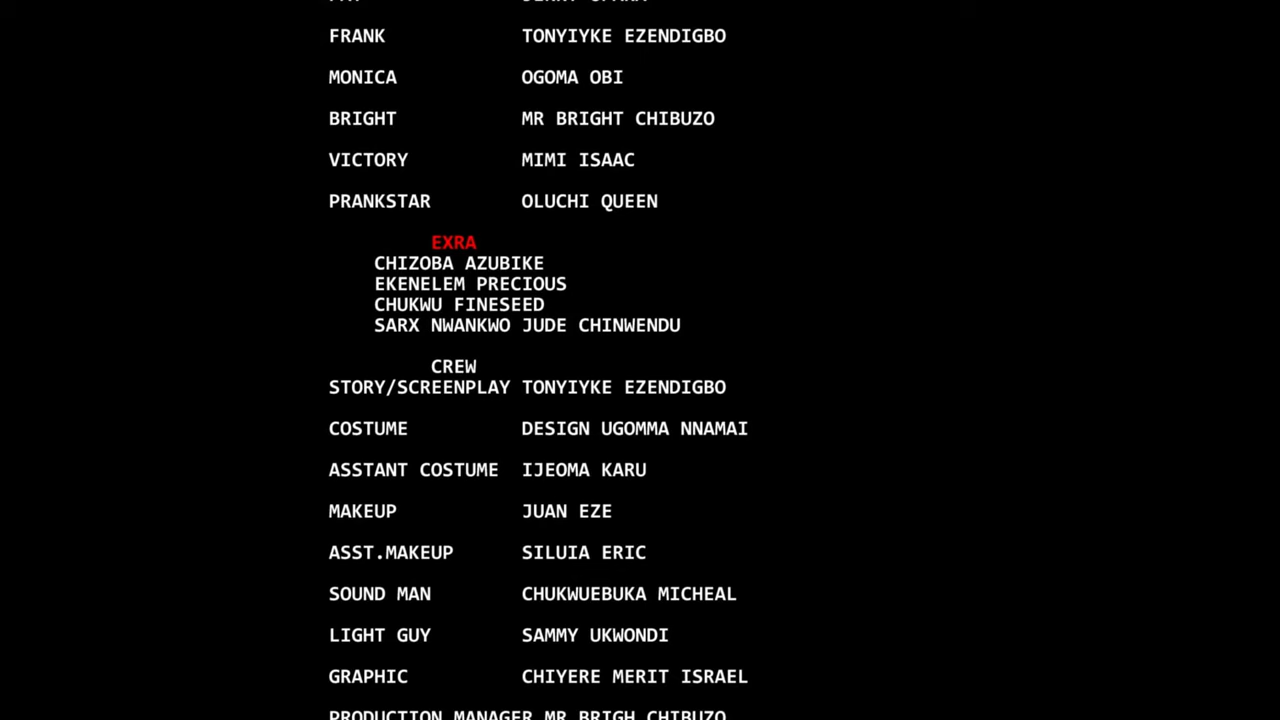 FRANK TONYIYKE EZENDIGBO
MONICA OGOMA OBI
BRIGHT MR BRIGHT CHIBUZO
VICTORY MIMI ISAAC
PRANKSTAR OLUCHI QUEEN
EXRA
CHIZOBA AZUBIKE
EKENELEM PRECIOUS
CHUKWU FINESEED
SARX NWANKWO JUDE CHINWENDU
CREW
STORY/SCREENPLAY TONYIYKE EZENDIGBO
COSTUME DESIGN UGOMMA NNAMAI
ASSTANT COSTUME IJEOMA KARU
MAKEUP JUAN EZE
ASST.MAKEUP SILUIA ERIC
SOUND MAN CHUKWUEBUKA MICHEAL
LIGHT GUY SAMMY UKWONDI
GRAPHIC CHIYERE MERIT ISRAEL
PRODUCTION MANAGER MR BRIGH CHIBUZO